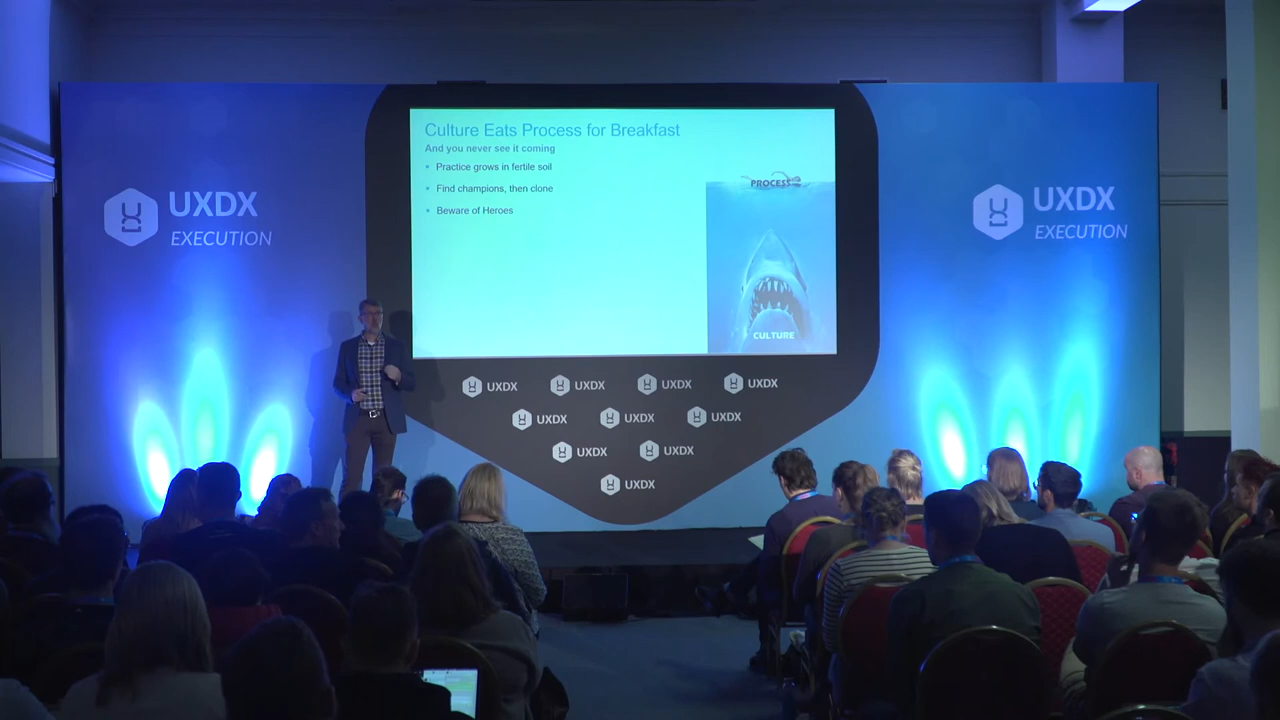 Culture Eats Process for Breakfast
And you never see it coming
• Practice grows in fertile soil
• Find champions, then clone
• Beware of Heroes
PROCESS
CULTURE
UXDX
EXECUTION
UXDX
EXECUTION
UXDX UXDX UXDX UXDX
UXDX UXDX UXDX
UXDX UXDX
UXDX